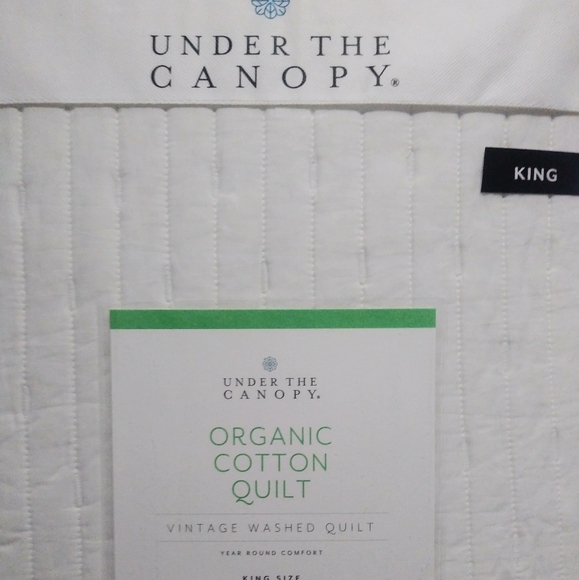 UNDER THE
CANOPY®
KING
UNDER THE
CANOPY®
ORGANIC
COTTON
QUILT
VINTAGE WASHED QUILT
YEAR ROUND COMFORT
KING SIZE